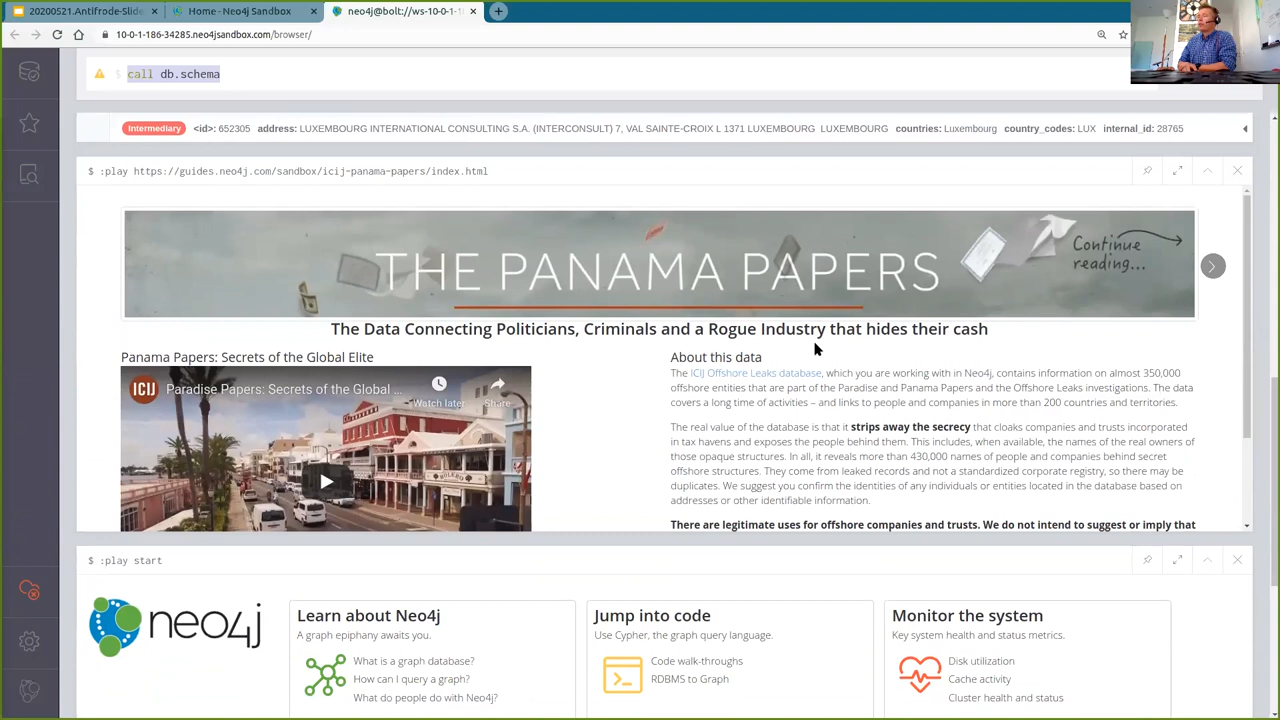 20200521.Antifrode-Slide
Home - Neo4j Sandbox
neo4j@bolt://ws-10-0-1-1
10-0-1-186-34285.neo4jsandbox.com/browser/
$ call db.schema
Intermediary <id>: 652305 address: LUXEMBOURG INTERNATIONAL CONSULTING S.A. (INTERCONSULT) 7, VAL SAINTE-CROIX L 1371 LUXEMBOURG LUXEMBOURG countries: Luxembourg country_codes: LUX internal_id: 28765
$ :play https://guides.neo4j.com/sandbox/icij-panama-papers/index.html
THE PANAMA PAPERS
Continue
reading...
The Data Connecting Politicians, Criminals and a Rogue Industry that hides their cash
Panama Papers: Secrets of the Global Elite
ICIJ
Paradise Papers: Secrets of the Global ...
Watch later
Share
About this data
The ICIJ Offshore Leaks database, which you are working with in Neo4j, contains information on almost 350,000
offshore entities that are part of the Paradise and Panama Papers and the Offshore Leaks investigations. The data
covers a long time of activities – and links to people and companies in more than 200 countries and territories.
The real value of the database is that it strips away the secrecy that cloaks companies and trusts incorporated
in tax havens and exposes the people behind them. This includes, when available, the names of the real owners of
those opaque structures. In all, it reveals more than 430,000 names of people and companies behind secret
offshore structures. They come from leaked records and not a standardized corporate registry, so there may be
duplicates. We suggest you confirm the identities of any individuals or entities located in the database based on
addresses or other identifiable information.
There are legitimate uses for offshore companies and trusts. We do not intend to suggest or imply that
$ :play start
neo4j
Learn about Neo4j
A graph epiphany awaits you.
What is a graph database?
How can I query a graph?
What do people do with Neo4j?
Jump into code
Use Cypher, the graph query language.
Code walk-throughs
RDBMS to Graph
Monitor the system
Key system health and status metrics.
Disk utilization
Cache activity
Cluster health and status